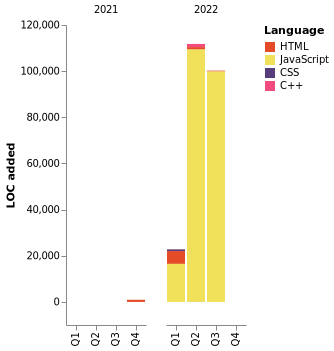 2021 2022
Language
HTML
JavaScript
CSS
C++
LOC added
120,000
100,000
80,000
60,000
40,000
20,000
0
Q1 Q2 Q3 Q4 Q1 Q2 Q3 Q4